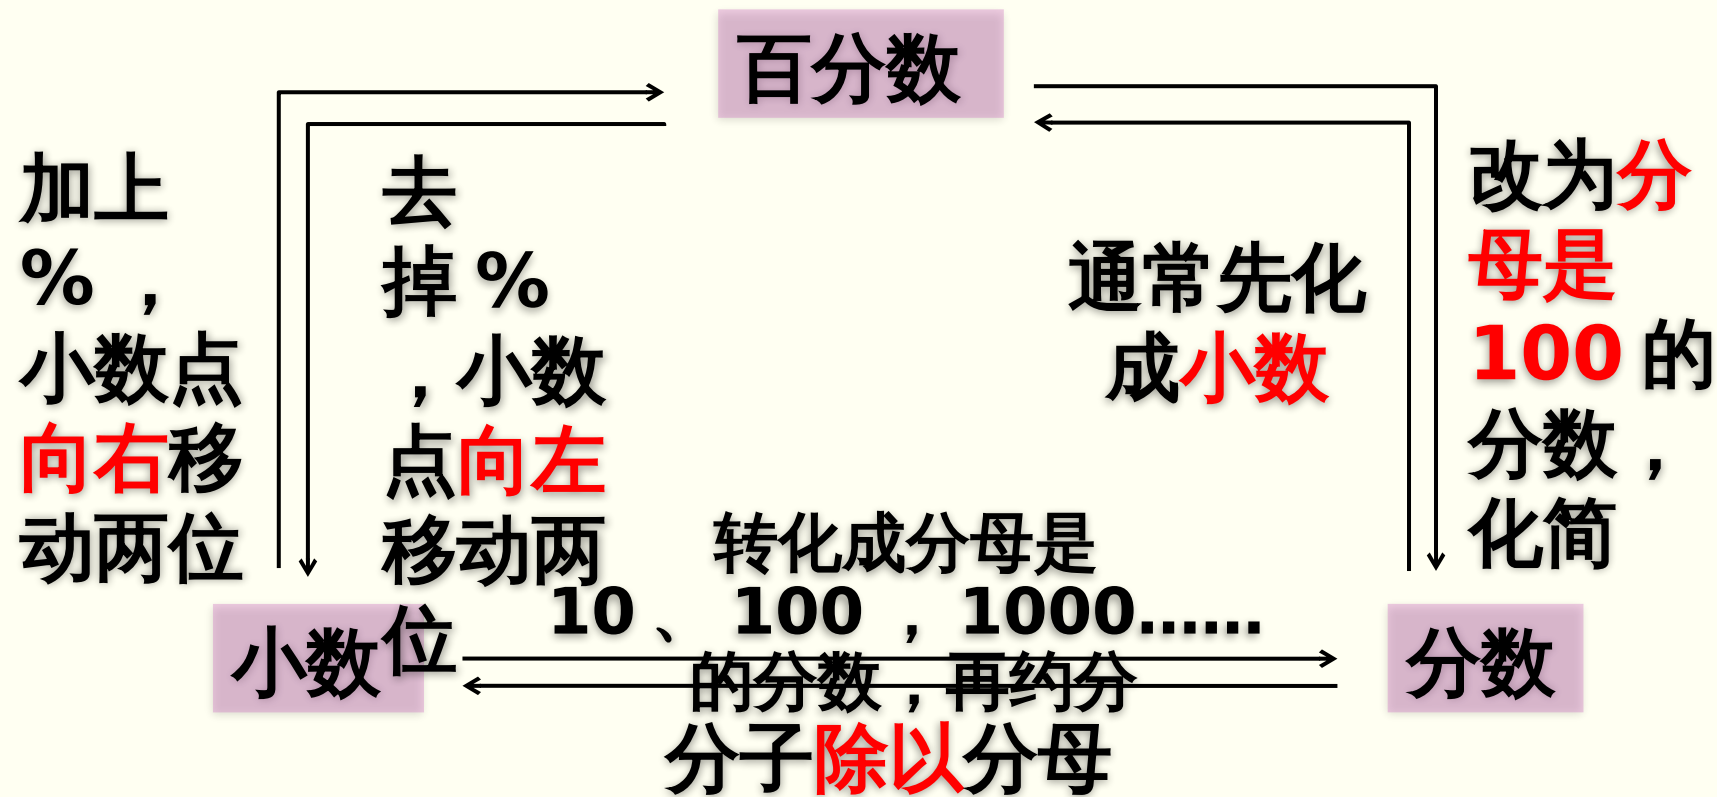 百分数
加上
%，
小数点
向右移
动两位
去
掉%
，小数
点向左
移动两
位
通常先化
成小数
改为分
母是
100的
分数，
化简
转化成分母是
10、100，1000……
的分数，再约分
小数
分数
分子除以分母